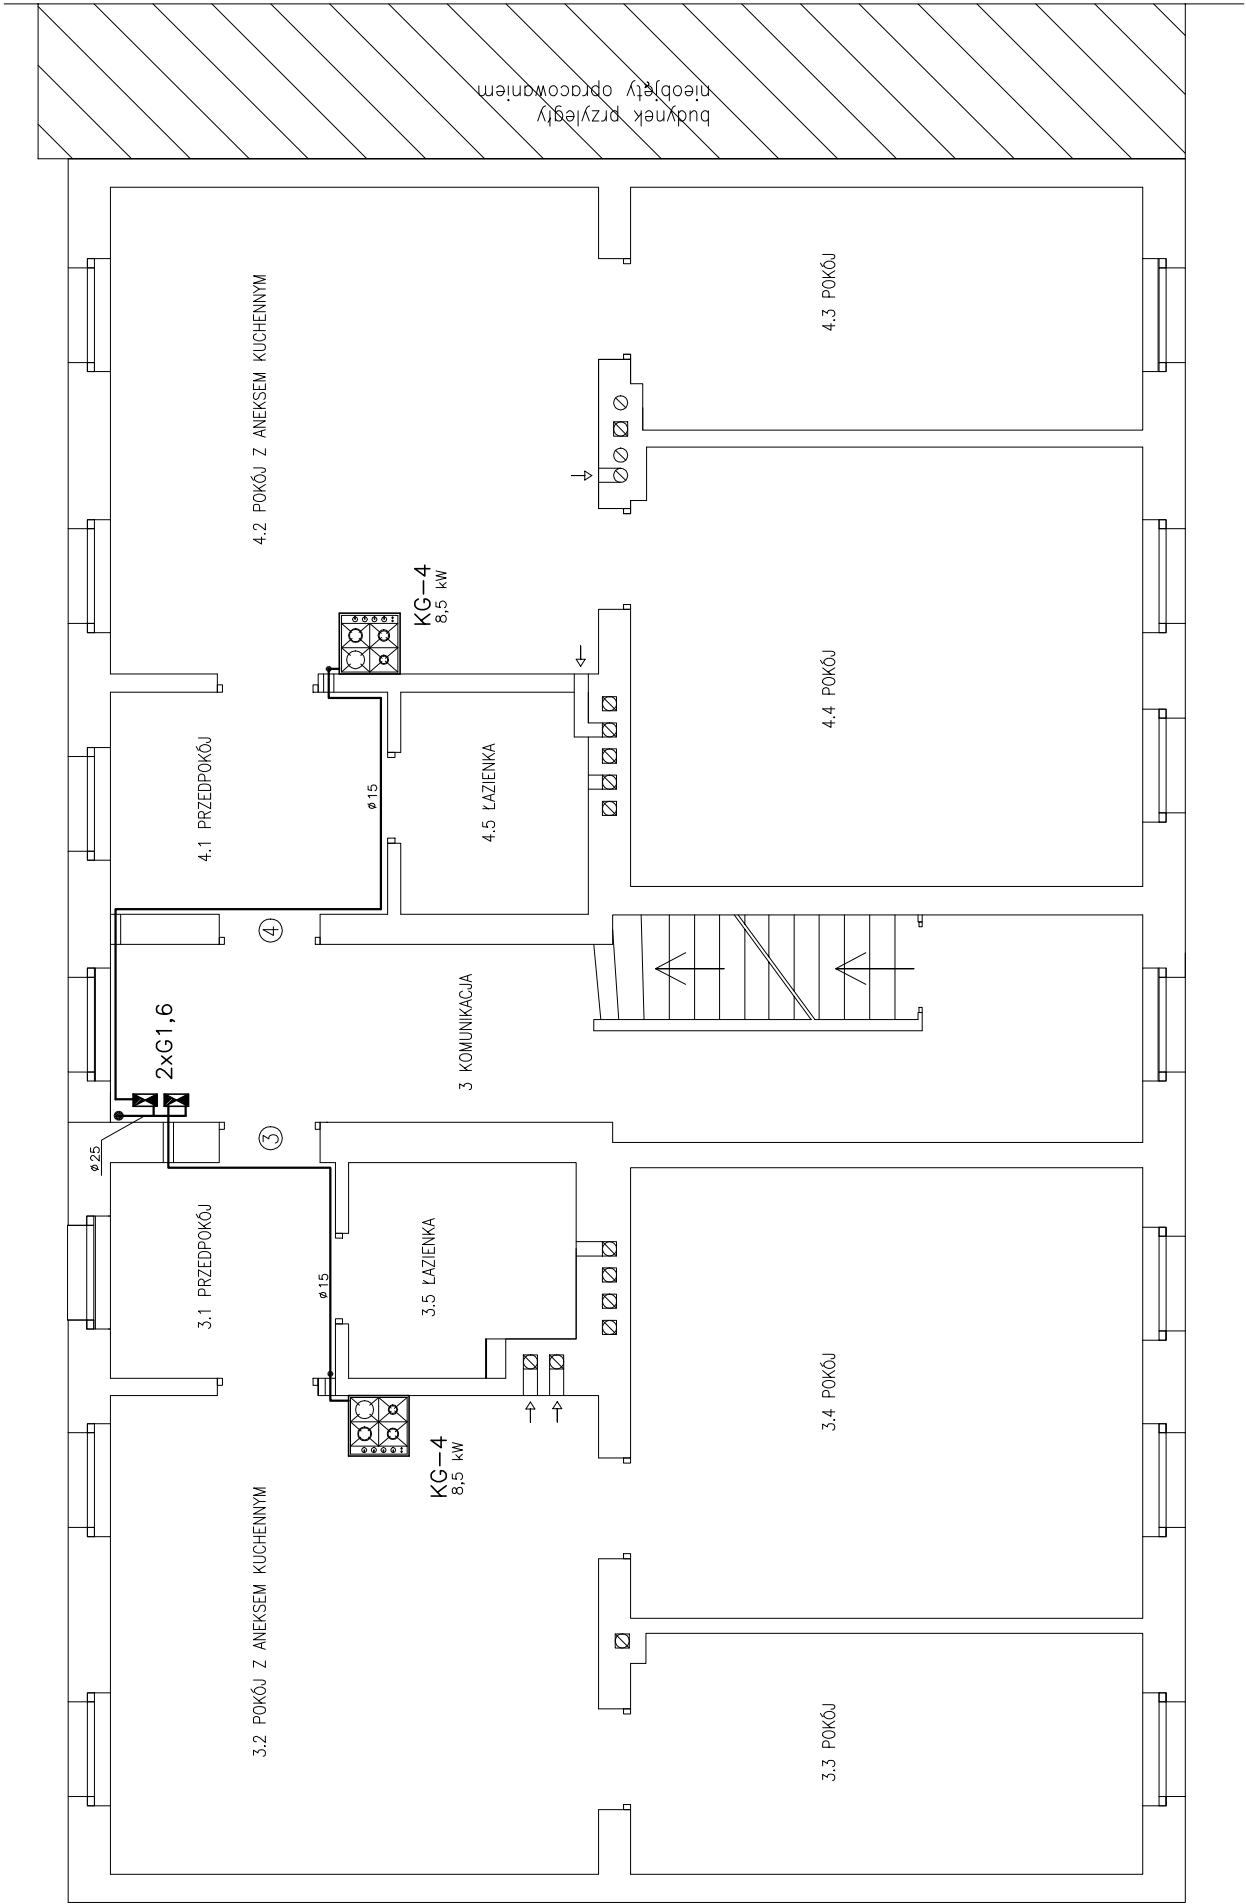 budynek przyległy
nieobjęty opracowaniem
4.2 POKÓJ Z ANEKSEM KUCHENNYM
4.3 POKÓJ
KG-4
8,5 kW
4.4 POKÓJ
4.1 PRZEDPOKÓJ
ø15
4.5 ŁAZIENKA
4
2xG1,6
3 KOMUNIKACJA
ø25
3
3.1 PRZEDPOKÓJ
ø15
3.5 ŁAZIENKA
3.4 POKÓJ
KG-4
8,5 kW
3.2 POKÓJ Z ANEKSEM KUCHENNYM
3.3 POKÓJ